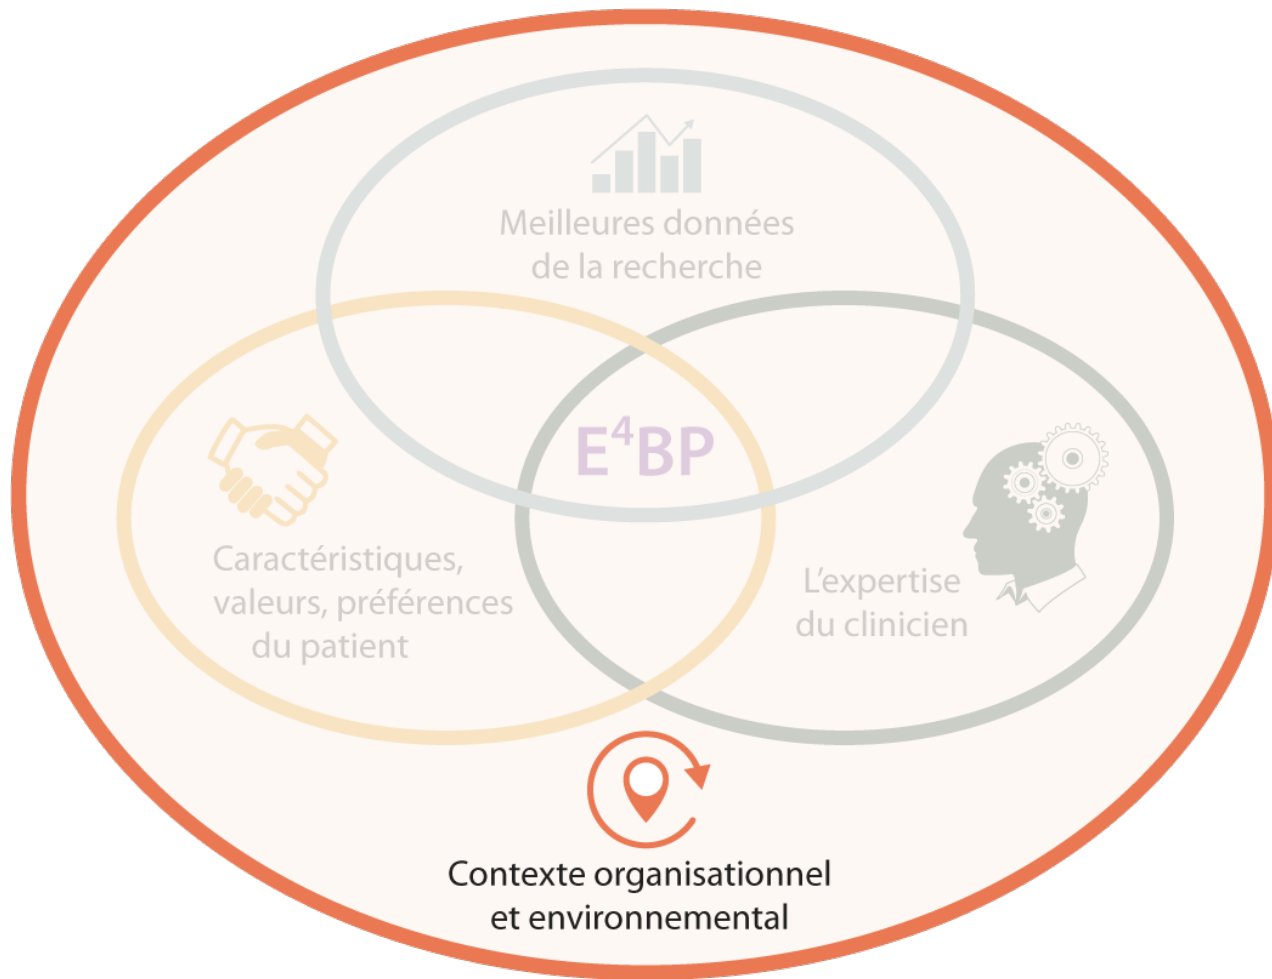 Meilleures données
de la recherche
E⁴BP
Caractéristiques,
valeurs, préférences
du patient
L'expertise
du clinicien
Contexte organisationnel
et environnemental